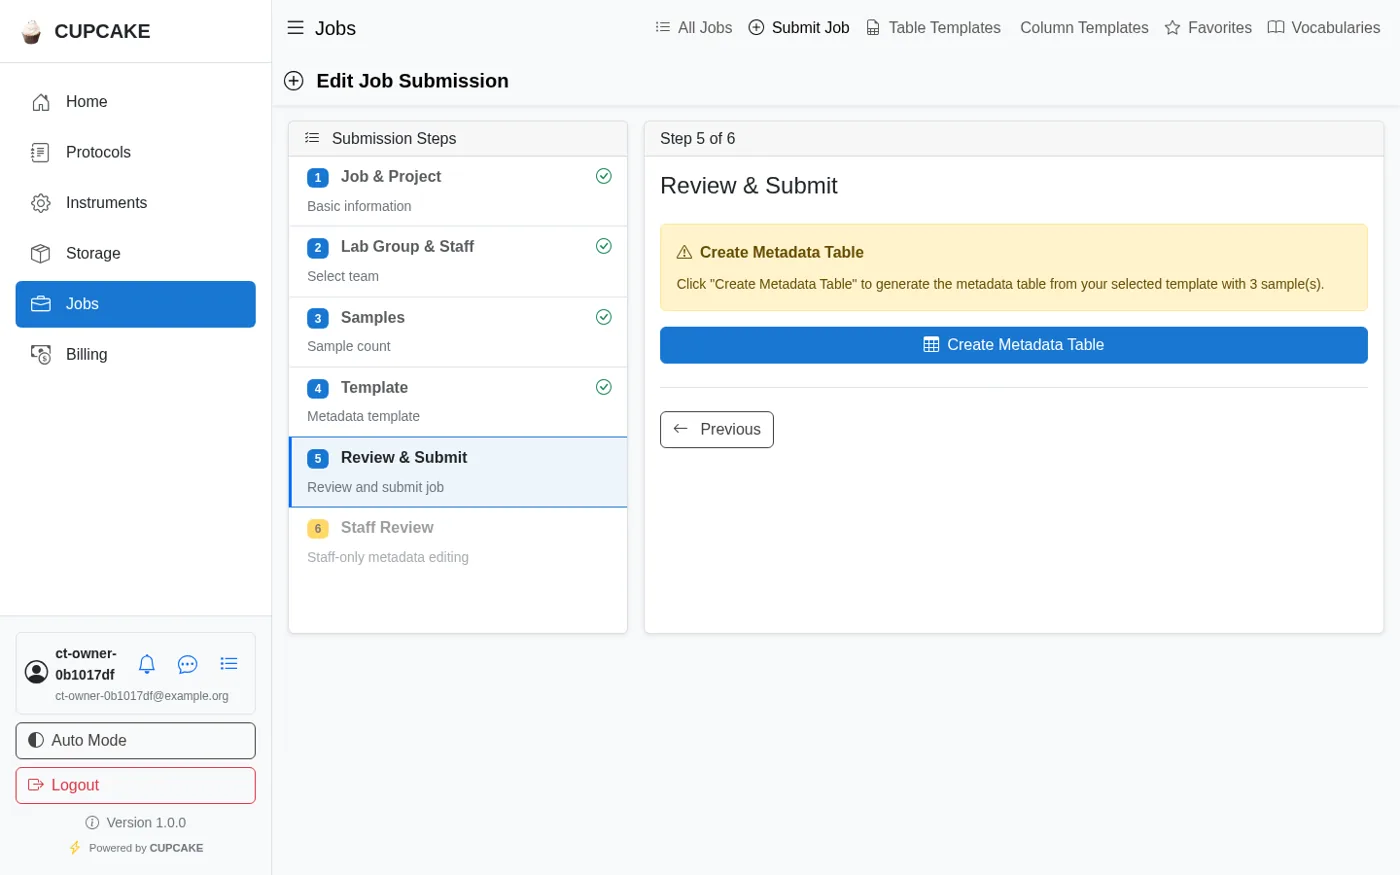 CUPCAKE
Home
Protocols
Instruments
Storage
Jobs
Billing
ct-owner-
0b1017df
ct-owner-0b1017df@example.org
Auto Mode
Logout
Version 1.0.0
Powered by CUPCAKE
Jobs
All Jobs
Submit Job
Table Templates
Column Templates
Favorites
Vocabularies
Edit Job Submission
Submission Steps
1 Job & Project
Basic information
2 Lab Group & Staff
Select team
3 Samples
Sample count
4 Template
Metadata template
5 Review & Submit
Review and submit job
6 Staff Review
Staff-only metadata editing
Step 5 of 6
Review & Submit
Create Metadata Table
Click "Create Metadata Table" to generate the metadata table from your selected template with 3 sample(s).
Create Metadata Table
Previous